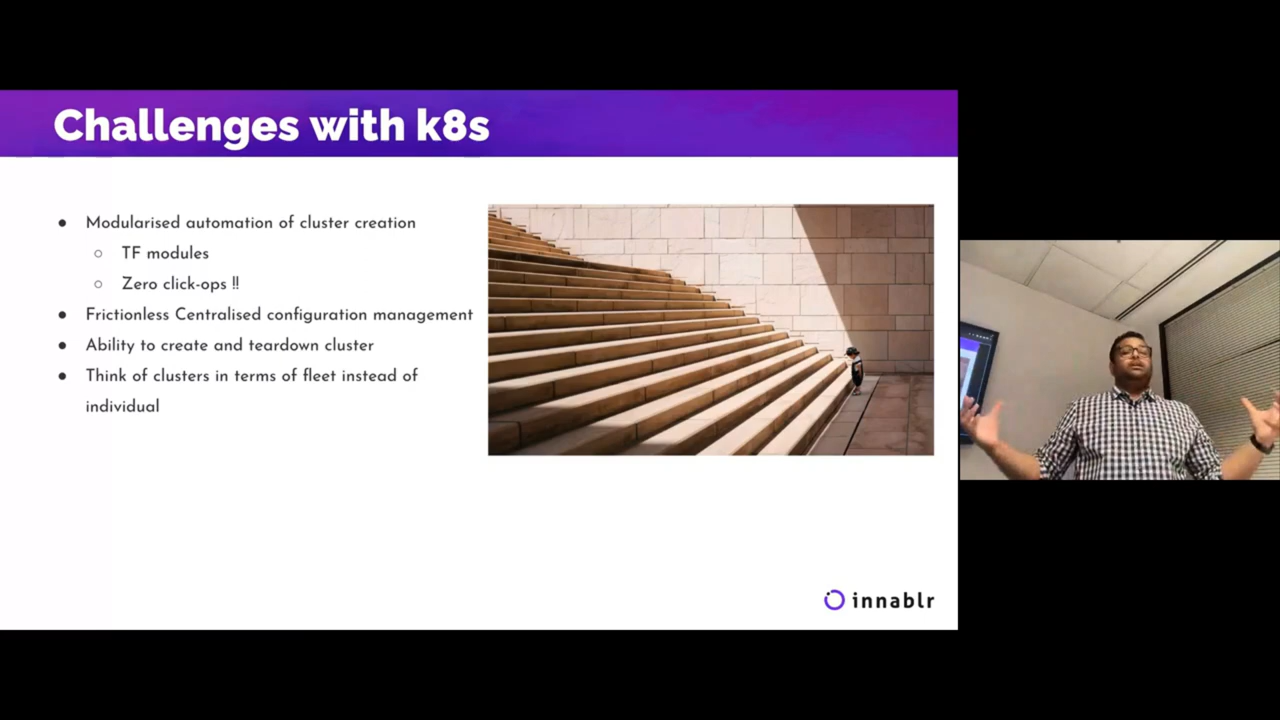 Challenges with k8s
● Modularised automation of cluster creation
○ TF modules
○ Zero click-ops !!
● Frictionless Centralised configuration management
● Ability to create and teardown cluster
● Think of clusters in terms of fleet instead of
individual
innablr